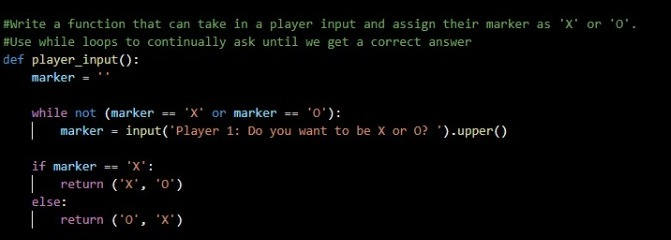 #Write a function that can take in a player input and assign their marker as 'X' or 'O'.
#Use while loops to continually ask until we get a correct answer
def player_input():
    marker = ''

    while not (marker == 'X' or marker == 'O'):
        marker = input('Player 1: Do you want to be X or O? ').upper()

    if marker == 'X':
        return ('X', 'O')
    else:
        return ('O', 'X')